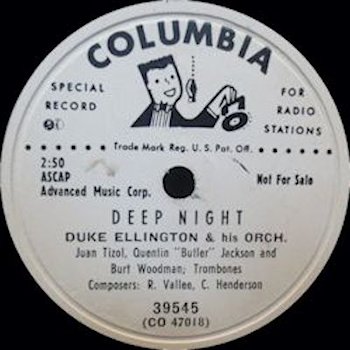 COLUMBIA
SPECIAL RECORD
FOR RADIO STATIONS
Trade Mark Reg. U.S. Pat. Off.
2:50
ASCAP
Advanced Music Corp.
Not For Sale
DEEP NIGHT
DUKE ELLINGTON & his ORCH.
Juan Tizol, Quentin "Butler" Jackson and
Burt Woodman; Trombones
Composers: R. Vallee, C. Henderson
39545
(CO 47018)